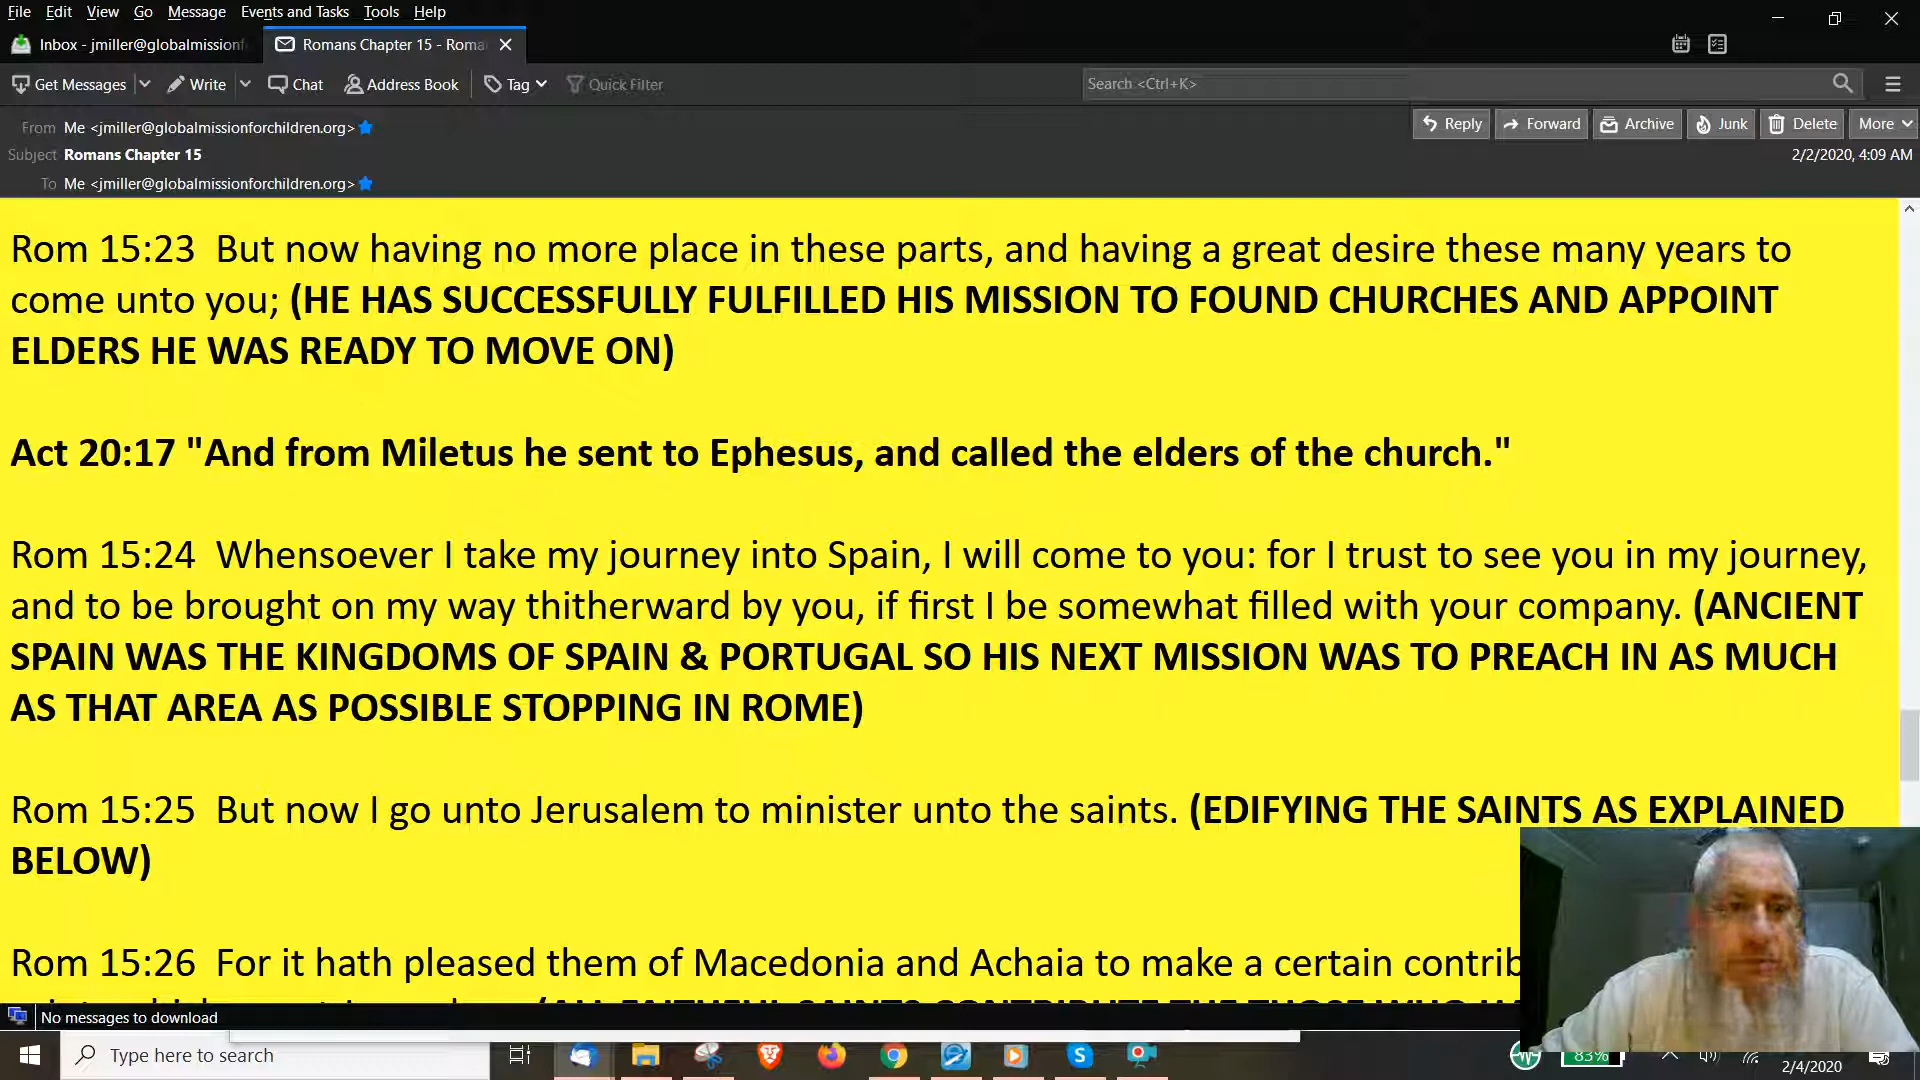 File Edit View Go Message Events and Tasks Tools Help
Inbox - jmiller@globalmissionf
Romans Chapter 15 - Roma
Get Messages Write Chat Address Book Tag Quick Filter Search <Ctrl+K>
From Me <jmiller@globalmissionforchildren.org> Reply Forward Archive Junk Delete More
Subject Romans Chapter 15 2/2/2020, 4:09 AM
To Me <jmiller@globalmissionforchildren.org>
Rom 15:23 But now having no more place in these parts, and having a great desire these many years to
come unto you; (HE HAS SUCCESSFULLY FULFILLED HIS MISSION TO FOUND CHURCHES AND APPOINT
ELDERS HE WAS READY TO MOVE ON)
Act 20:17 "And from Miletus he sent to Ephesus, and called the elders of the church."
Rom 15:24 Whensoever I take my journey into Spain, I will come to you: for I trust to see you in my journey,
and to be brought on my way thitherward by you, if first I be somewhat filled with your company. (ANCIENT
SPAIN WAS THE KINGDOMS OF SPAIN & PORTUGAL SO HIS NEXT MISSION WAS TO PREACH IN AS MUCH
AS THAT AREA AS POSSIBLE STOPPING IN ROME)
Rom 15:25 But now I go unto Jerusalem to minister unto the saints. (EDIFYING THE SAINTS AS EXPLAINED
BELOW)
Rom 15:26 For it hath pleased them of Macedonia and Achaia to make a certain contrib
No messages to download
Type here to search
83%
2/4/2020